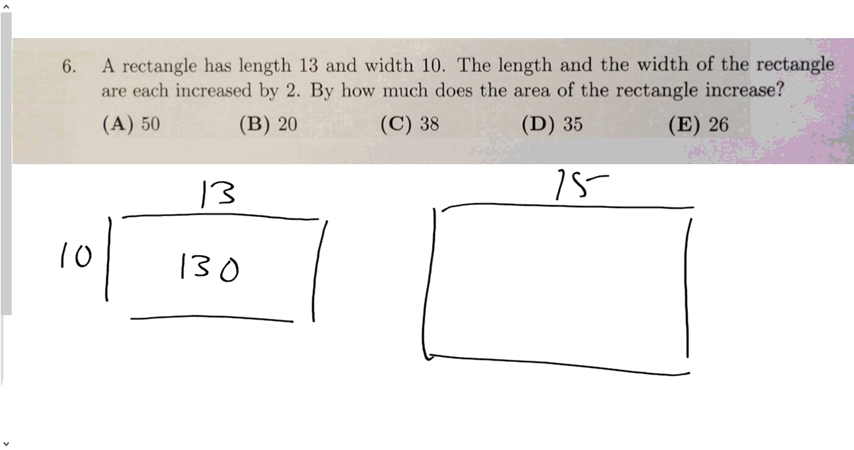 6. A rectangle has length 13 and width 10. The length and the width of the rectangle
are each increased by 2. By how much does the area of the rectangle increase?
(A) 50 (B) 20 (C) 38 (D) 35 (E) 26
13
15
10
130